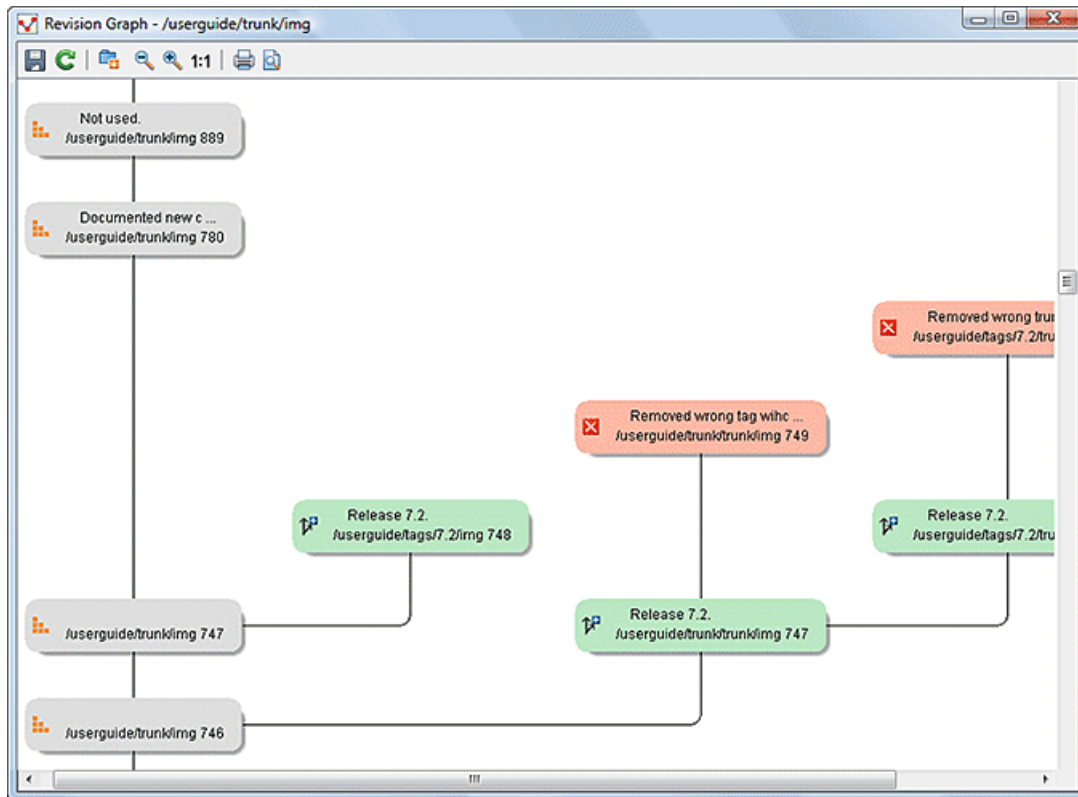 Revision Graph - /userguide/trunk/img
1:1
Not used.
/userguide/trunk/img 889
Documented new c ...
/userguide/trunk/img 780
Removed wrong trun
/userguide/tags/7.2/tru
Removed wrong tag wihc ...
/userguide/trunk/trunk/img 749
Release 7.2.
/userguide/tags/7.2/img 748
Release 7.2.
/userguide/tags/7.2/tru
/userguide/trunk/img 747
Release 7.2.
/userguide/trunk/trunk/img 747
/userguide/trunk/img 746